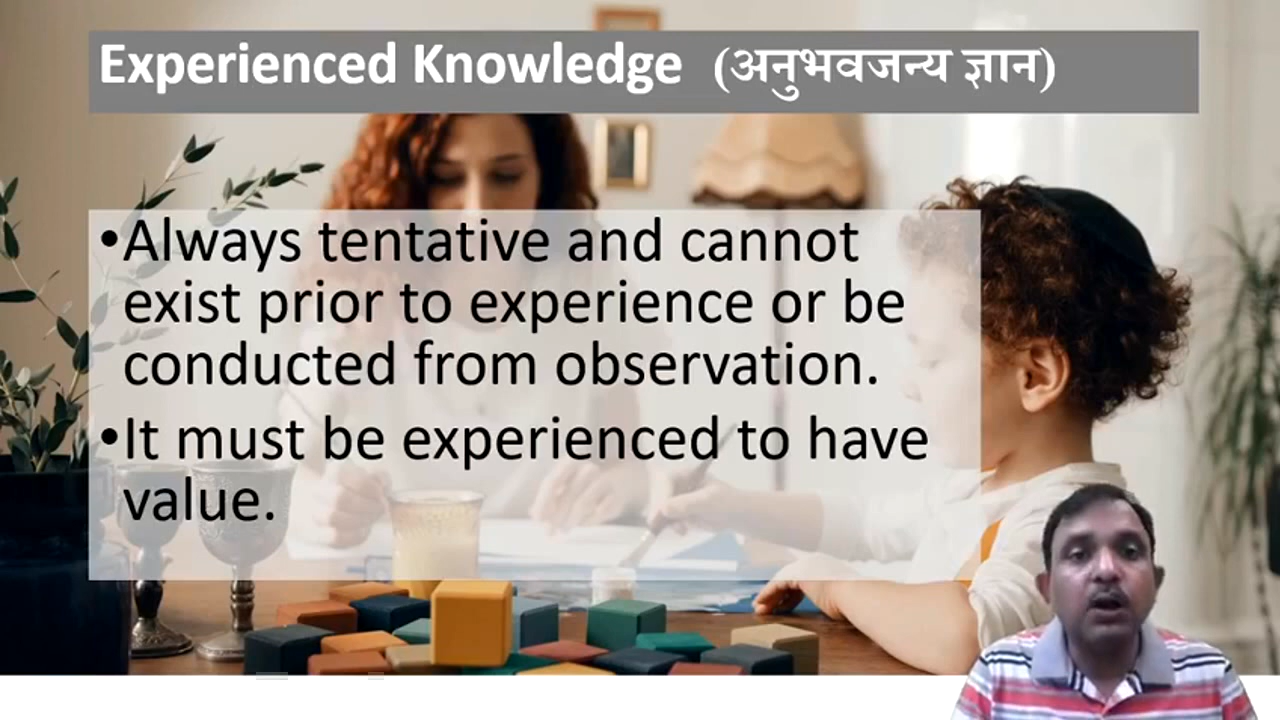 Experienced Knowledge (अनुभवजन्य ज्ञान)
•Always tentative and cannot
exist prior to experience or be
conducted from observation.
•It must be experienced to have
value.